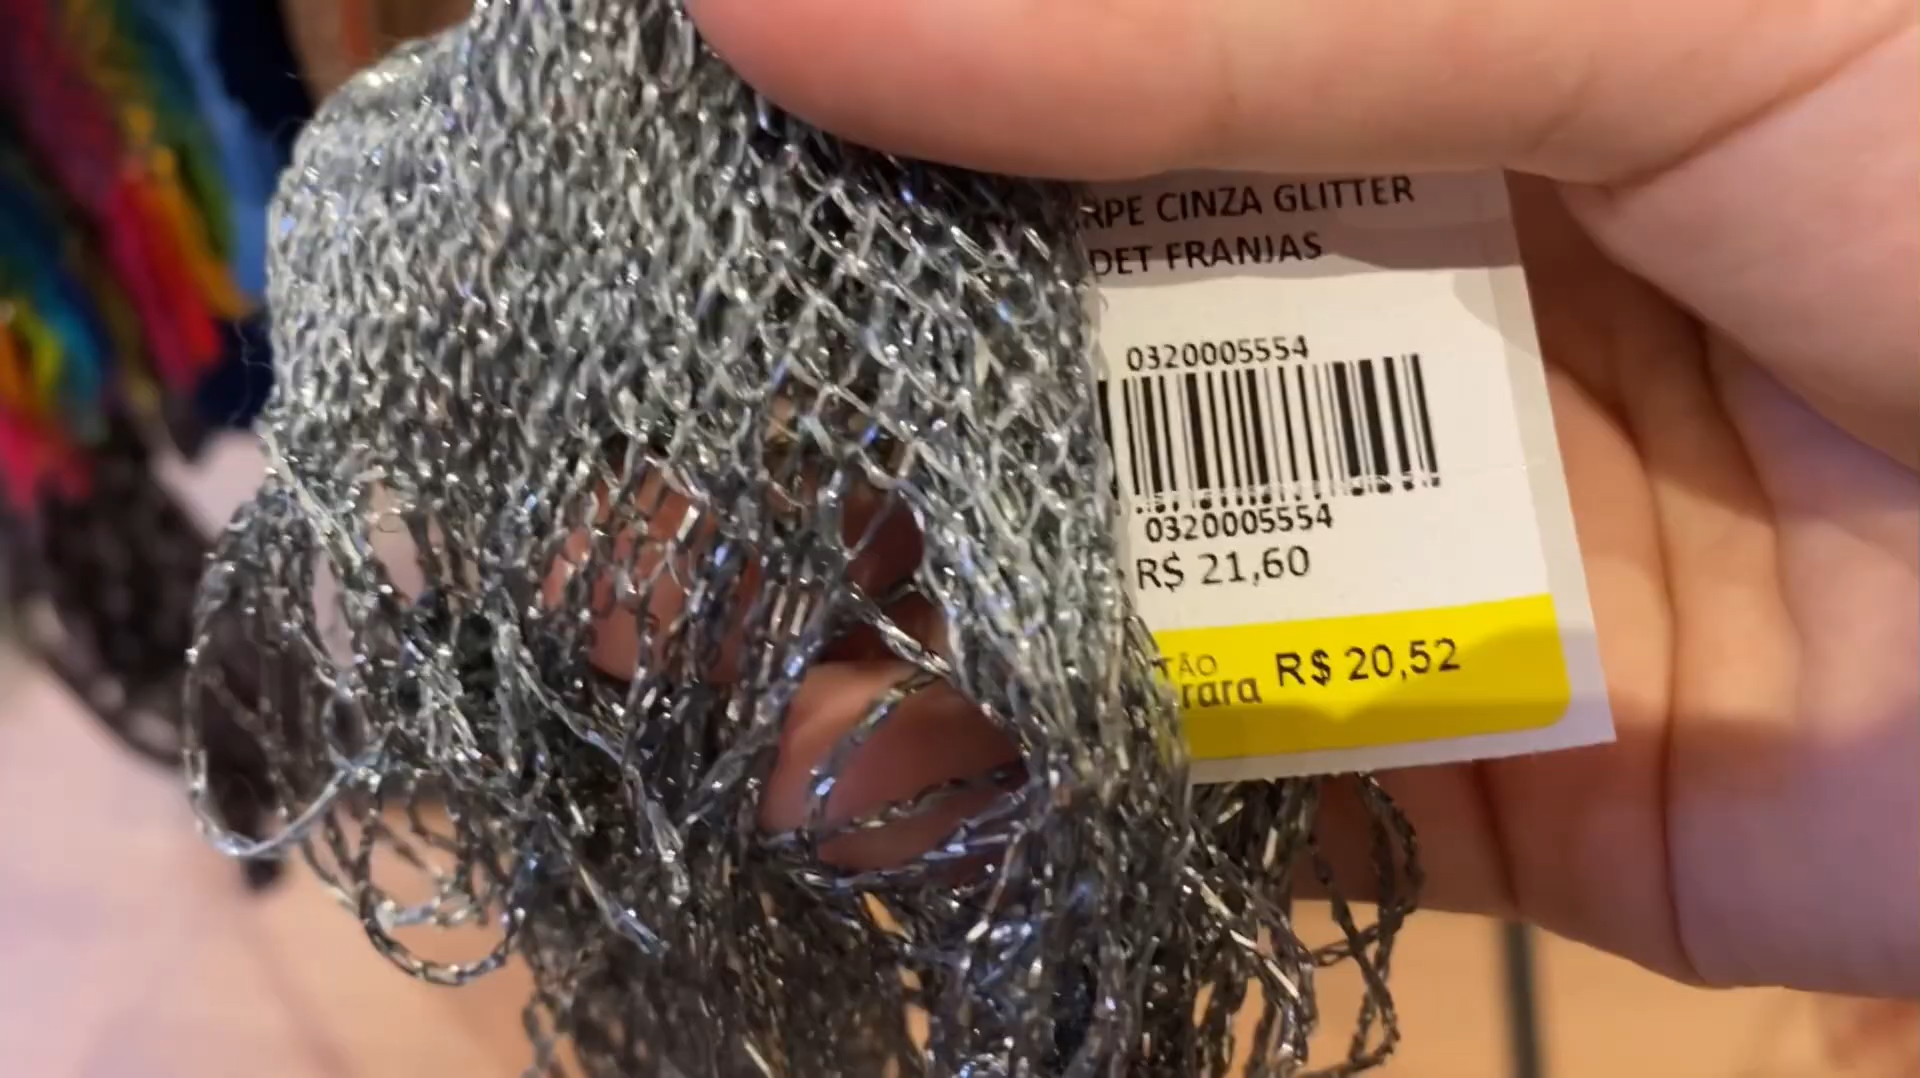 CINZA GLITTER
DET FRANJAS
0320005554
0320005554
R$ 21,60
R$ 20,52